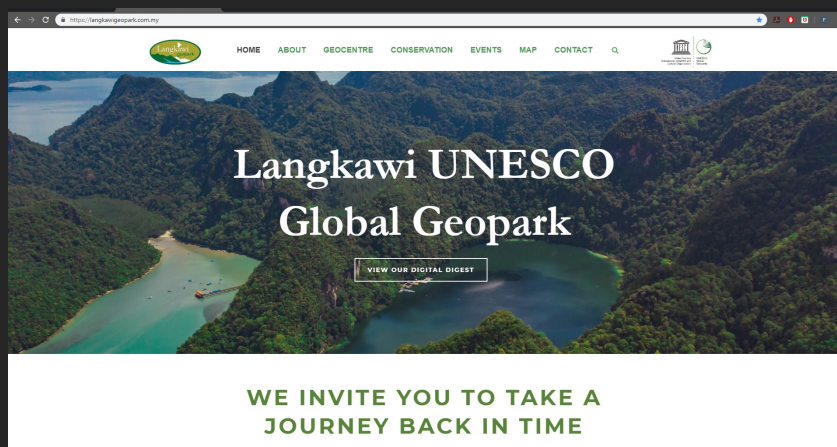 https://langkawigeopark.com.my
Langkawi
HOME ABOUT GEOCENTRE CONSERVATION EVENTS MAP CONTACT
Langkawi UNESCO
Global Geopark
VIEW OUR DIGITAL DIGEST
WE INVITE YOU TO TAKE A
JOURNEY BACK IN TIME